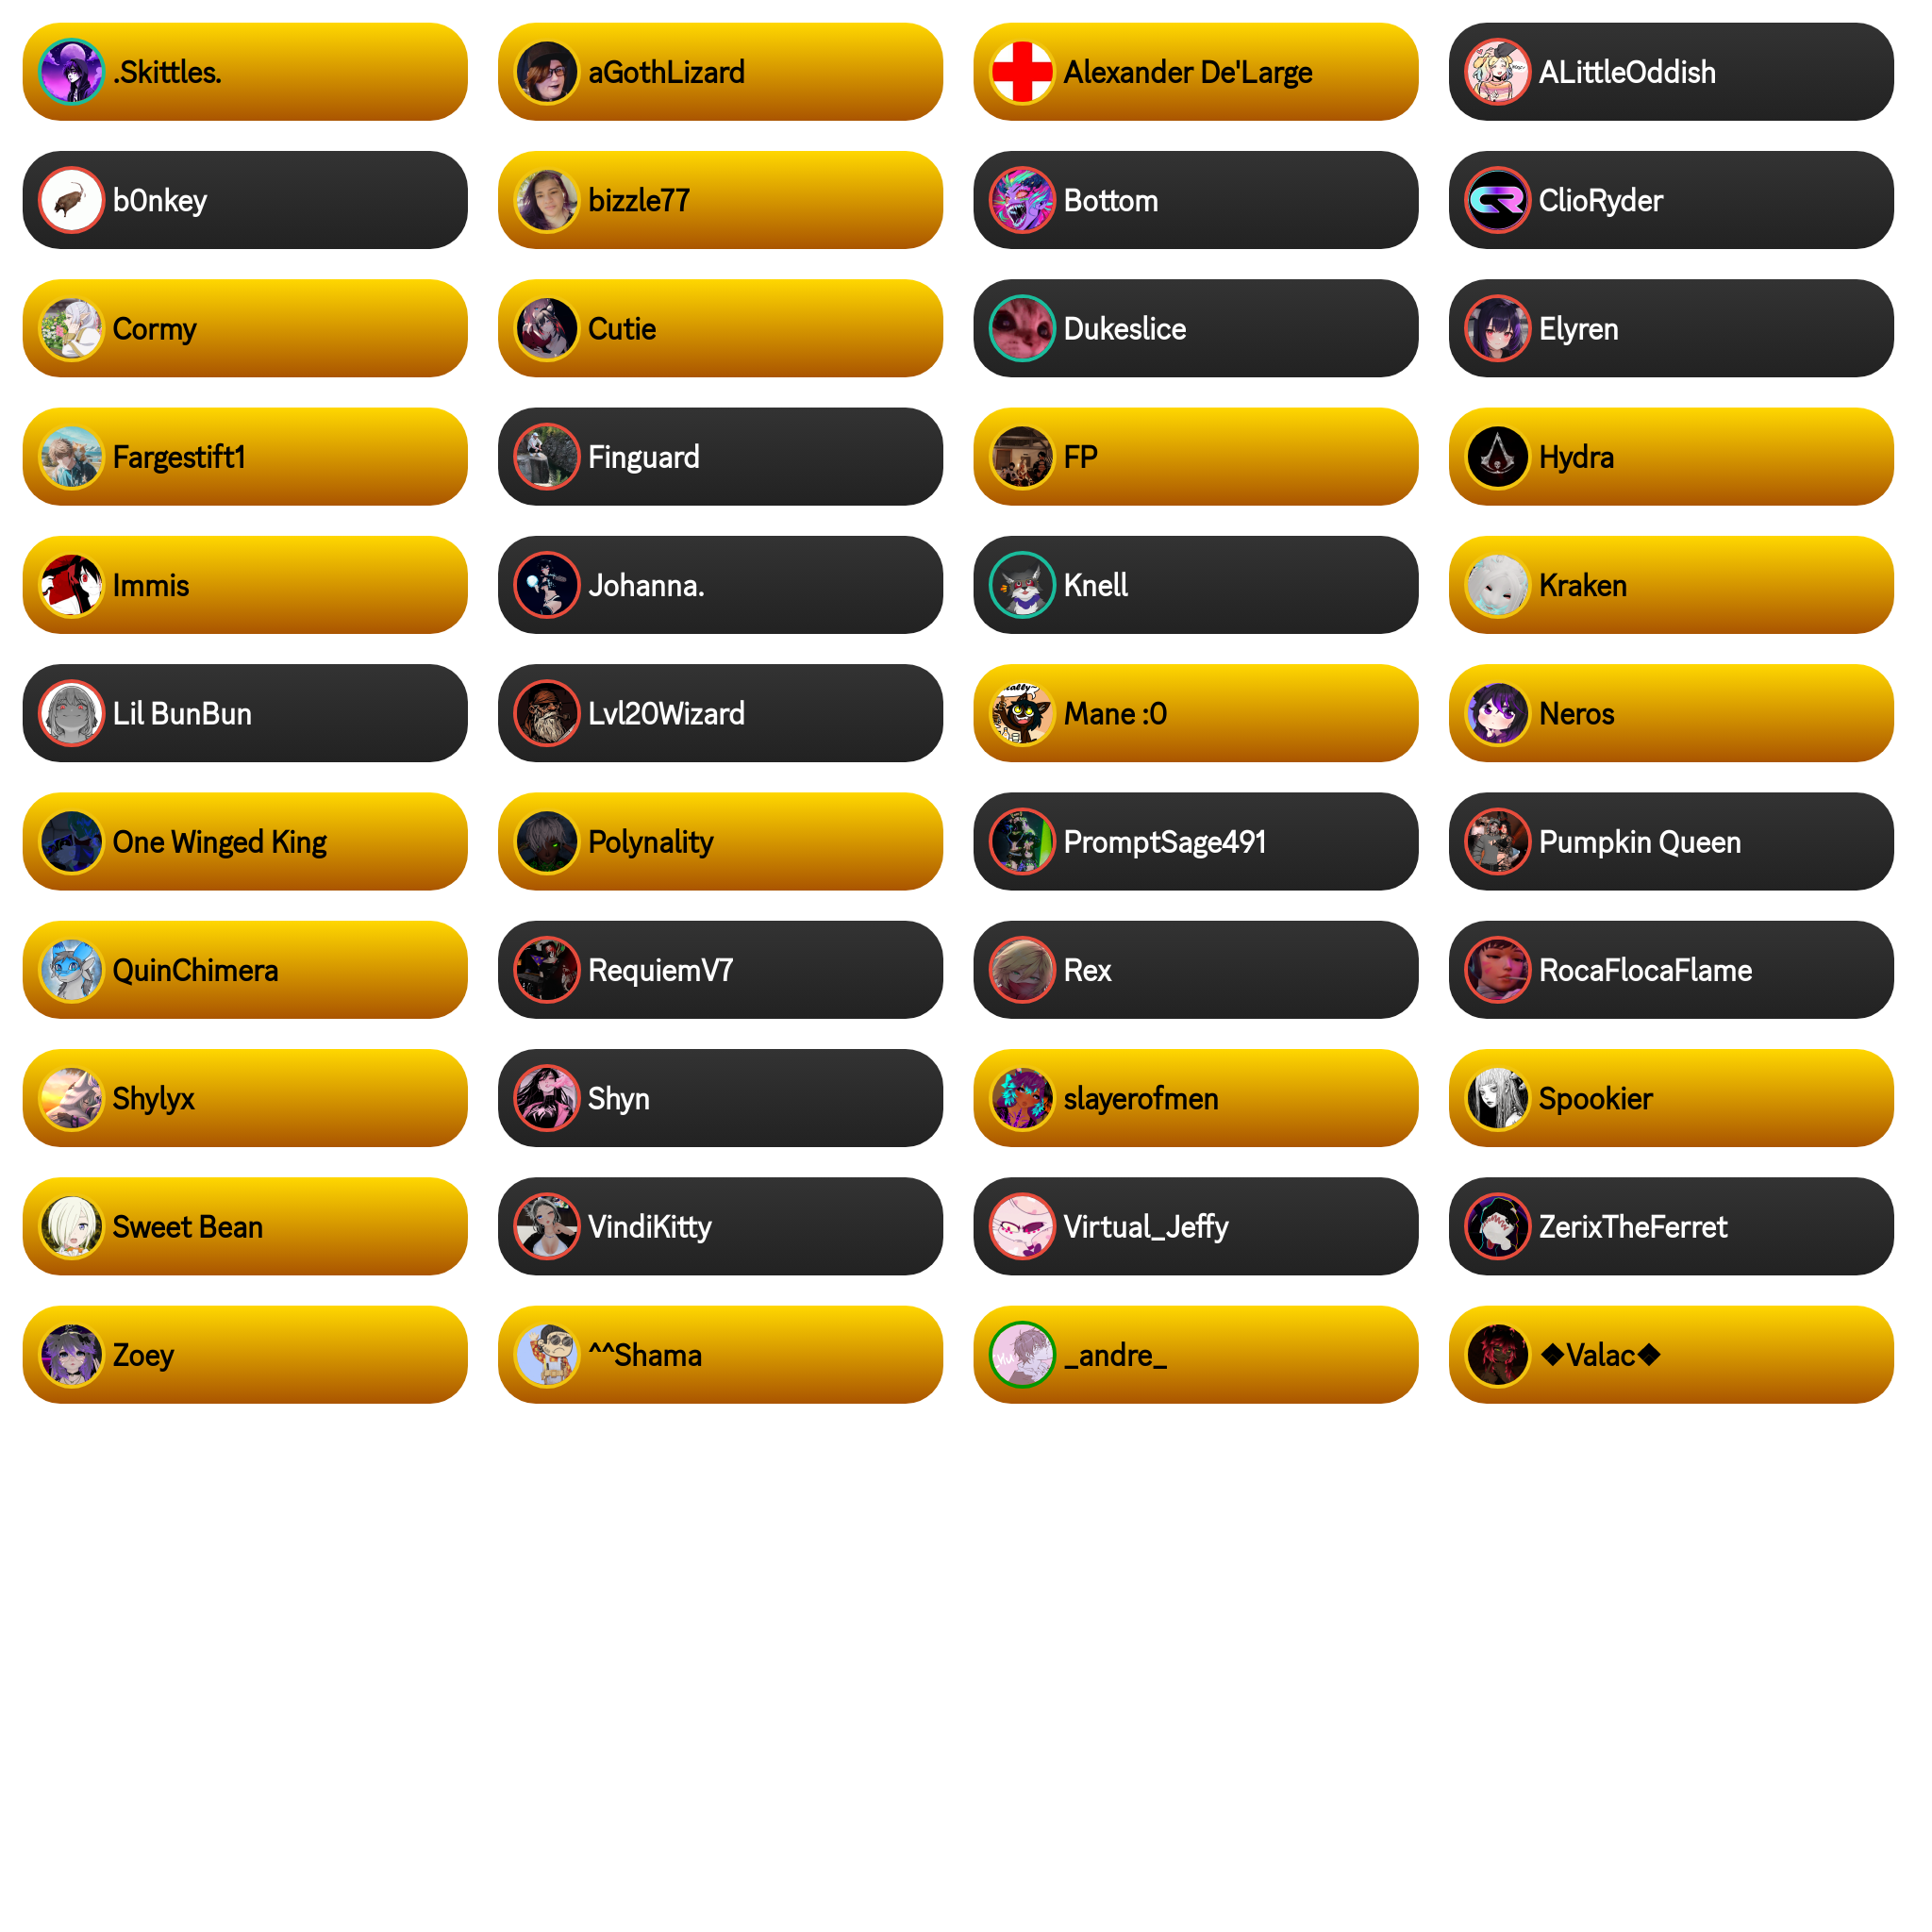 .Skittles.
aGothLizard
Alexander De'Large
ALittleOddish
b0nkey
bizzle77
Bottom
ClioRyder
Cormy
Cutie
Dukeslice
Elyren
Fargestift1
Finguard
FP
Hydra
Immis
Johanna.
Knell
Kraken
Lil BunBun
Lvl20Wizard
Mane :0
Neros
One Winged King
Polynality
PromptSage491
Pumpkin Queen
QuinChimera
RequiemV7
Rex
RocaFlocaFlame
Shylyx
Shyn
slayerofmen
Spookier
Sweet Bean
VindiKitty
Virtual_Jeffy
ZerixTheFerret
Zoey
^^Shama
_andre_
◆Valac◆